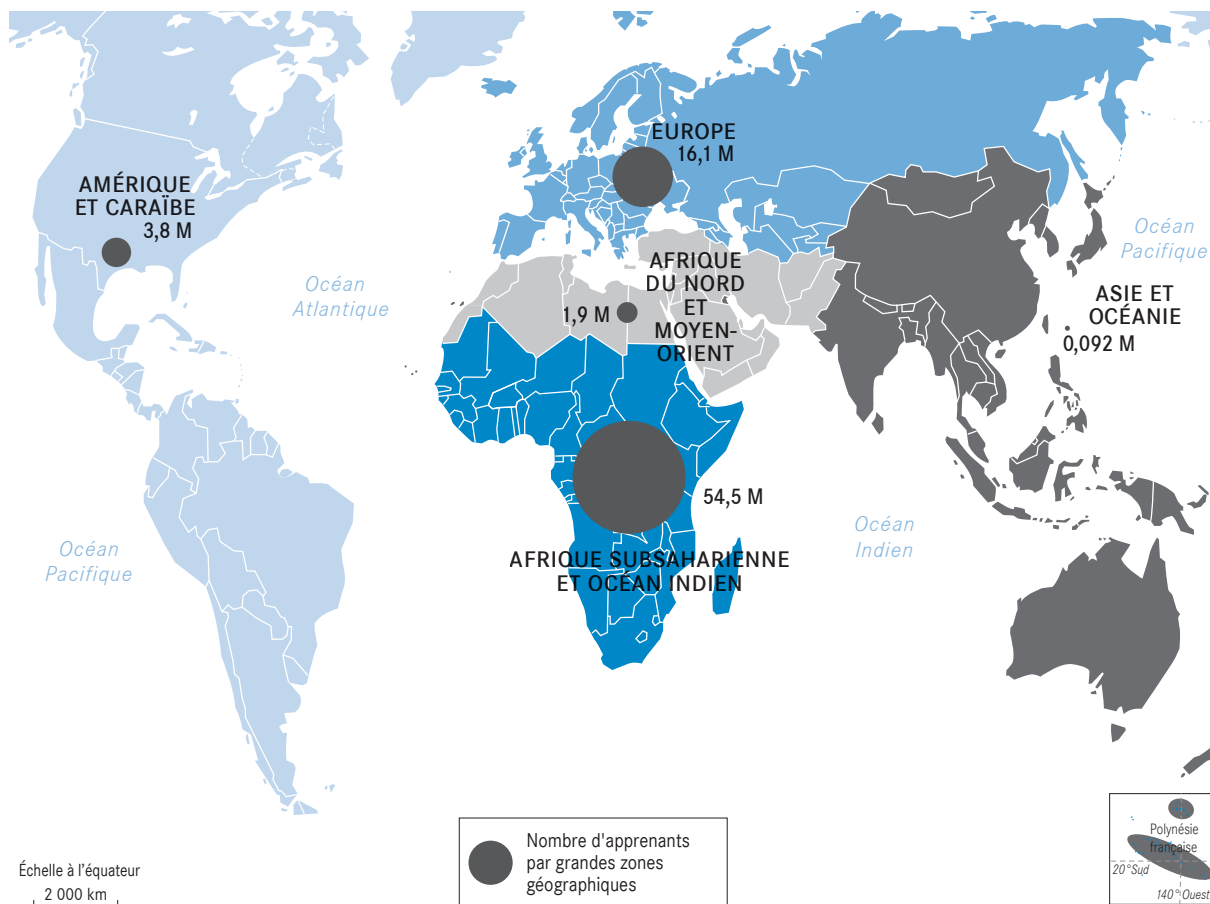 EUROPE
16,1 M
AMÉRIQUE
ET CARAÏBE
3,8 M
Océan
Atlantique
Océan
Pacifique
AFRIQUE
DU NORD
ET
MOYEN-
ORIENT
1,9 M
ASIE ET
OCÉANIE
0,092 M
54,5 M
Océan
Indien
Océan
Pacifique
AFRIQUE SUBSAHARIENNE
ET OCÉAN INDIEN
Nombre d'apprenants
par grandes zones
géographiques
Polynésie
française
20°Sud
140° Ouest
Échelle à l'équateur
2 000 km